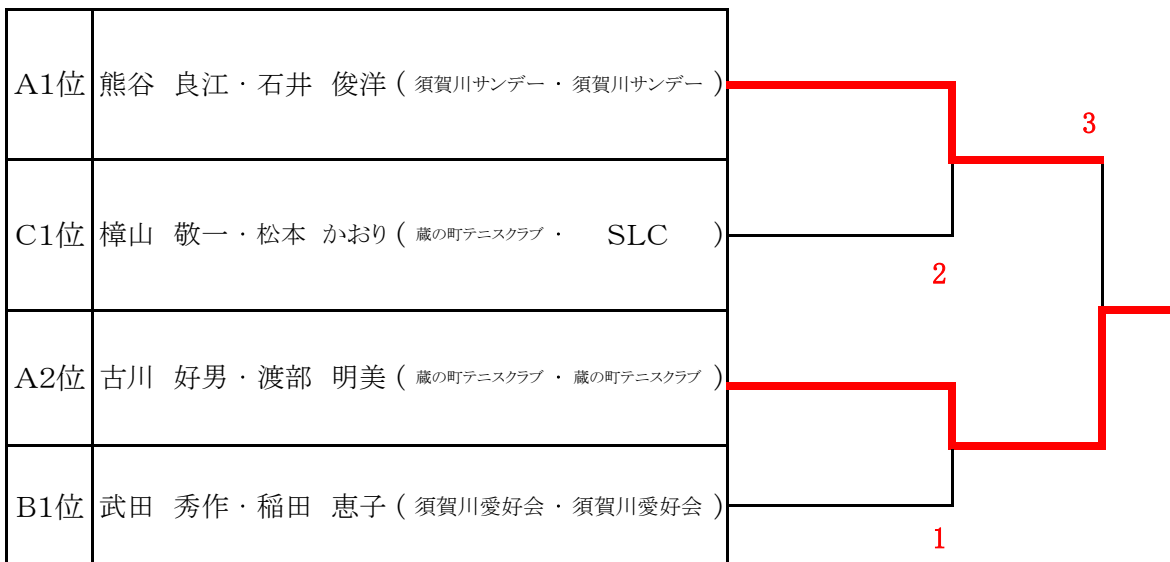 A1位 熊谷 良江・石井 俊洋 ( 須賀川サンデー ・ 須賀川サンデー )
3
C1位 樟山 敬一・松本 かおり ( 蔵の町テニスクラブ ・ SLC )
2
A2位 古川 好男・渡部 明美 ( 蔵の町テニスクラブ ・ 蔵の町テニスクラブ )
B1位 武田 秀作・稲田 恵子 ( 須賀川愛好会 ・ 須賀川愛好会 )
1